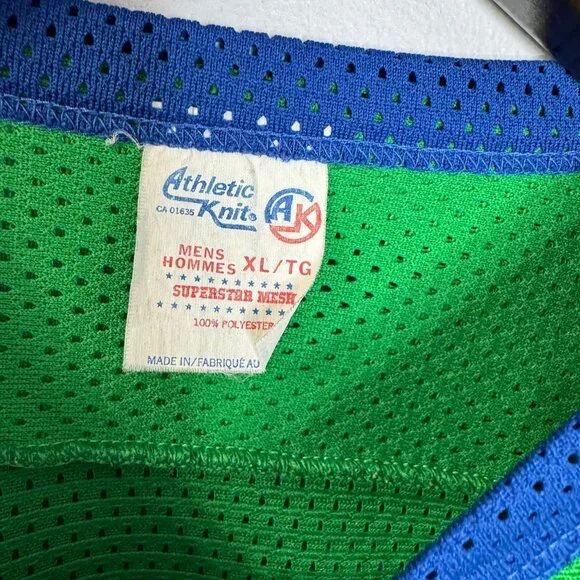 Athletic
Knit
CA 01635
AK
MENS
HOMMES XL/TG
SUPERSTAR MESH
100% POLYESTER
MADE IN/FABRIQUÉ AU